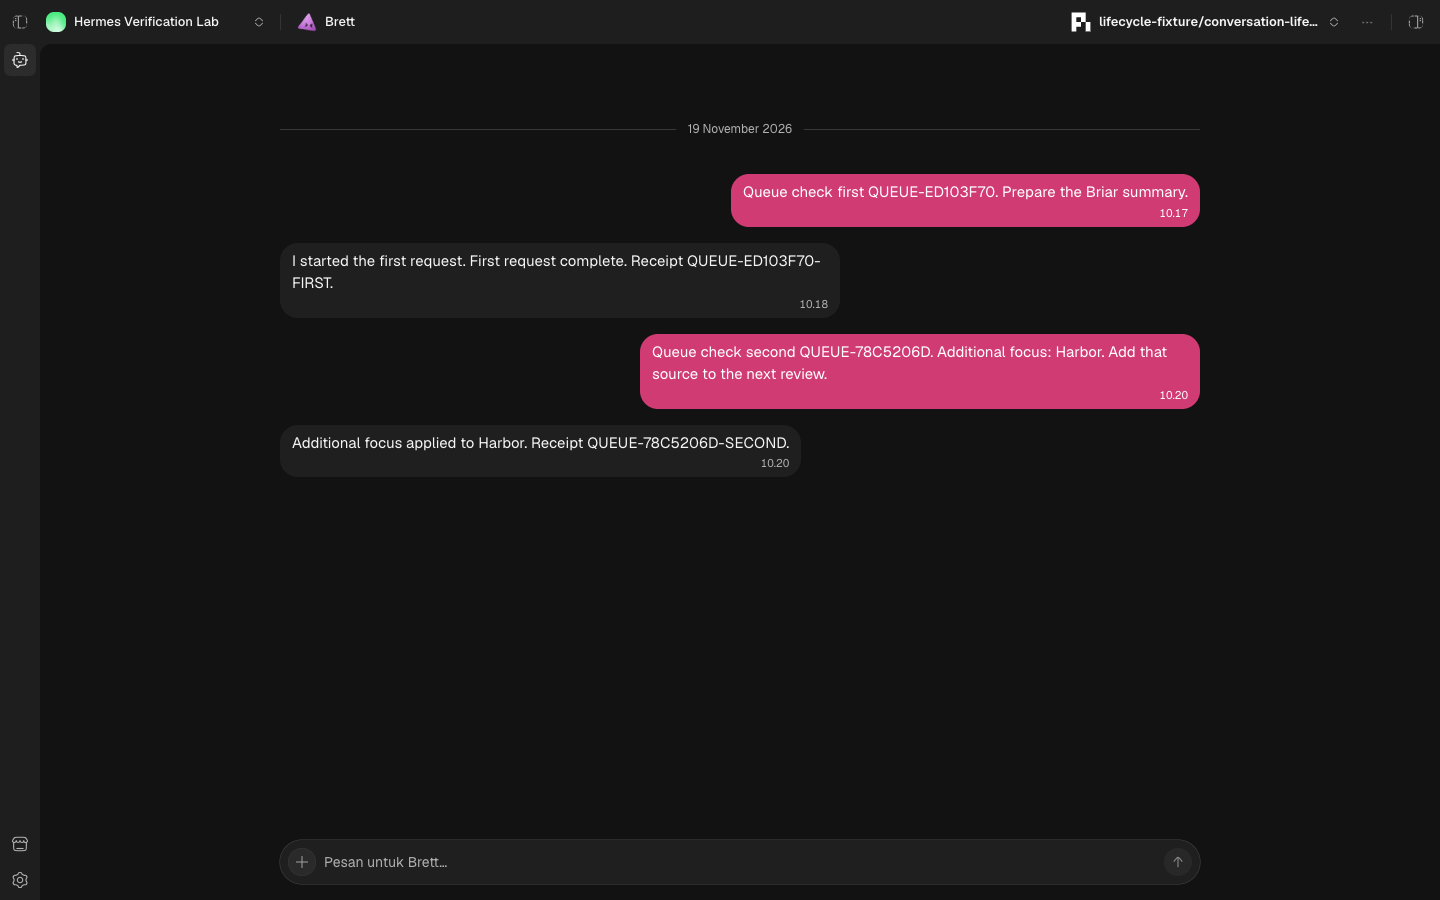 Hermes Verification Lab
Brett
lifecycle-fixture/conversation-life...
19 November 2026
Queue check first QUEUE-ED103F70. Prepare the Briar summary.
10.17
I started the first request. First request complete. Receipt QUEUE-ED103F70-
FIRST.
10.18
Queue check second QUEUE-78C5206D. Additional focus: Harbor. Add that
source to the next review.
10.20
Additional focus applied to Harbor. Receipt QUEUE-78C5206D-SECOND.
10.20
Pesan untuk Brett...